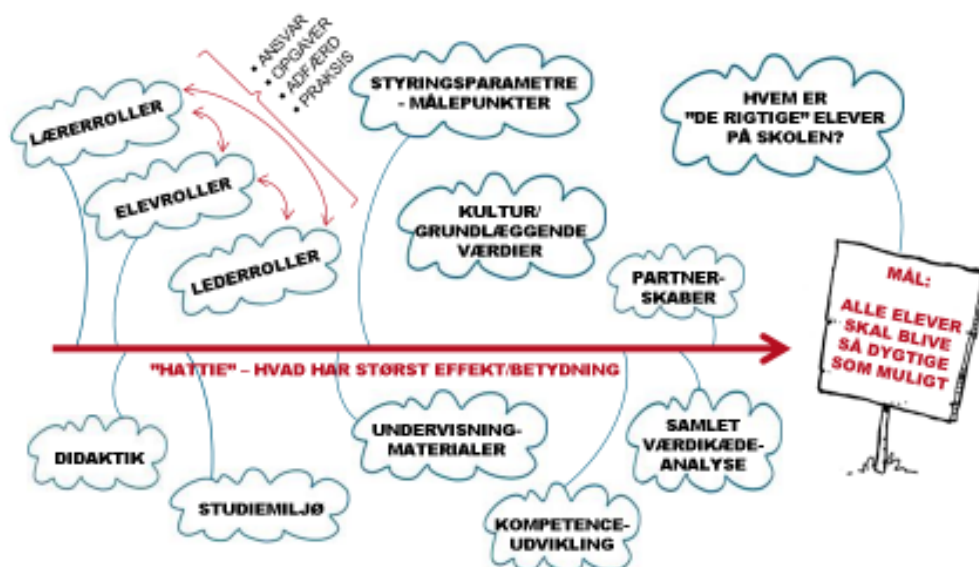 • ANSVAR
• OPGAVER
• ADFÆRD
• PRAKSIS
LÆRERROLLER
ELEVROLLER
LEDERROLLER
STYRINGSPARAMETRE
- MÅLEPUNKTER
KULTUR/
GRUNDLÆGGENDE
VÆRDIER
PARTNER-
SKABER
HVEM ER
"DE RIGTIGE" ELEVER
PÅ SKOLEN?
MÅL:
ALLE ELEVER
SKAL BLIVE
SÅ DYGTIGE
SOM MULIGT
"HATTIE" – HVAD HAR STØRST EFFEKT/BETYDNING
DIDAKTIK
STUDIEMILJØ
UNDERVISNING-
MATERIALER
KOMPETENCE-
UDVIKLING
SAMLET
VÆRDIKÆDE-
ANALYSE